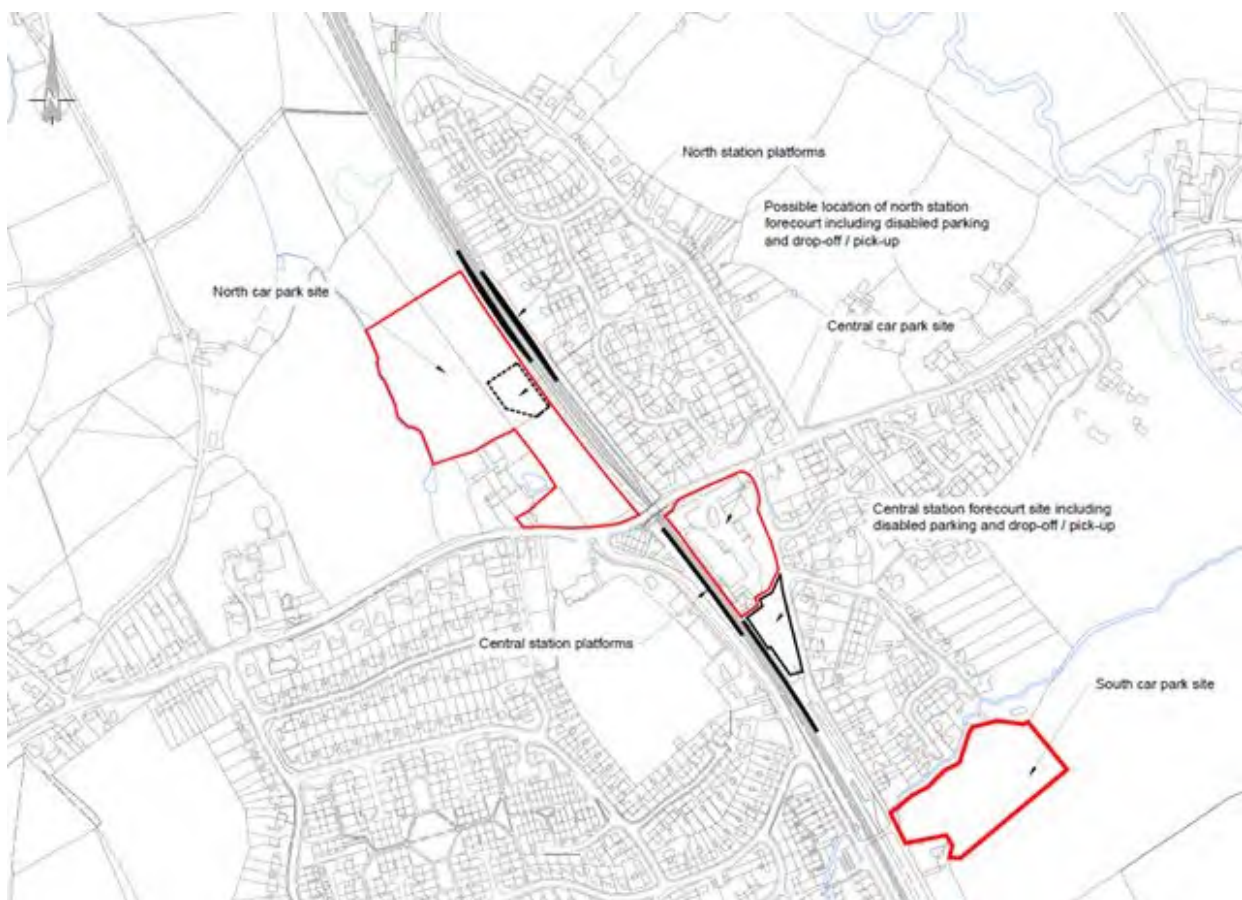 N
North station platforms
Possible location of north station
forecourt including disabled parking
and drop-off / pick-up
North car park site
Central car park site
Central station forecourt site including
disabled parking and drop-off / pick-up
Central station platforms
South car park site